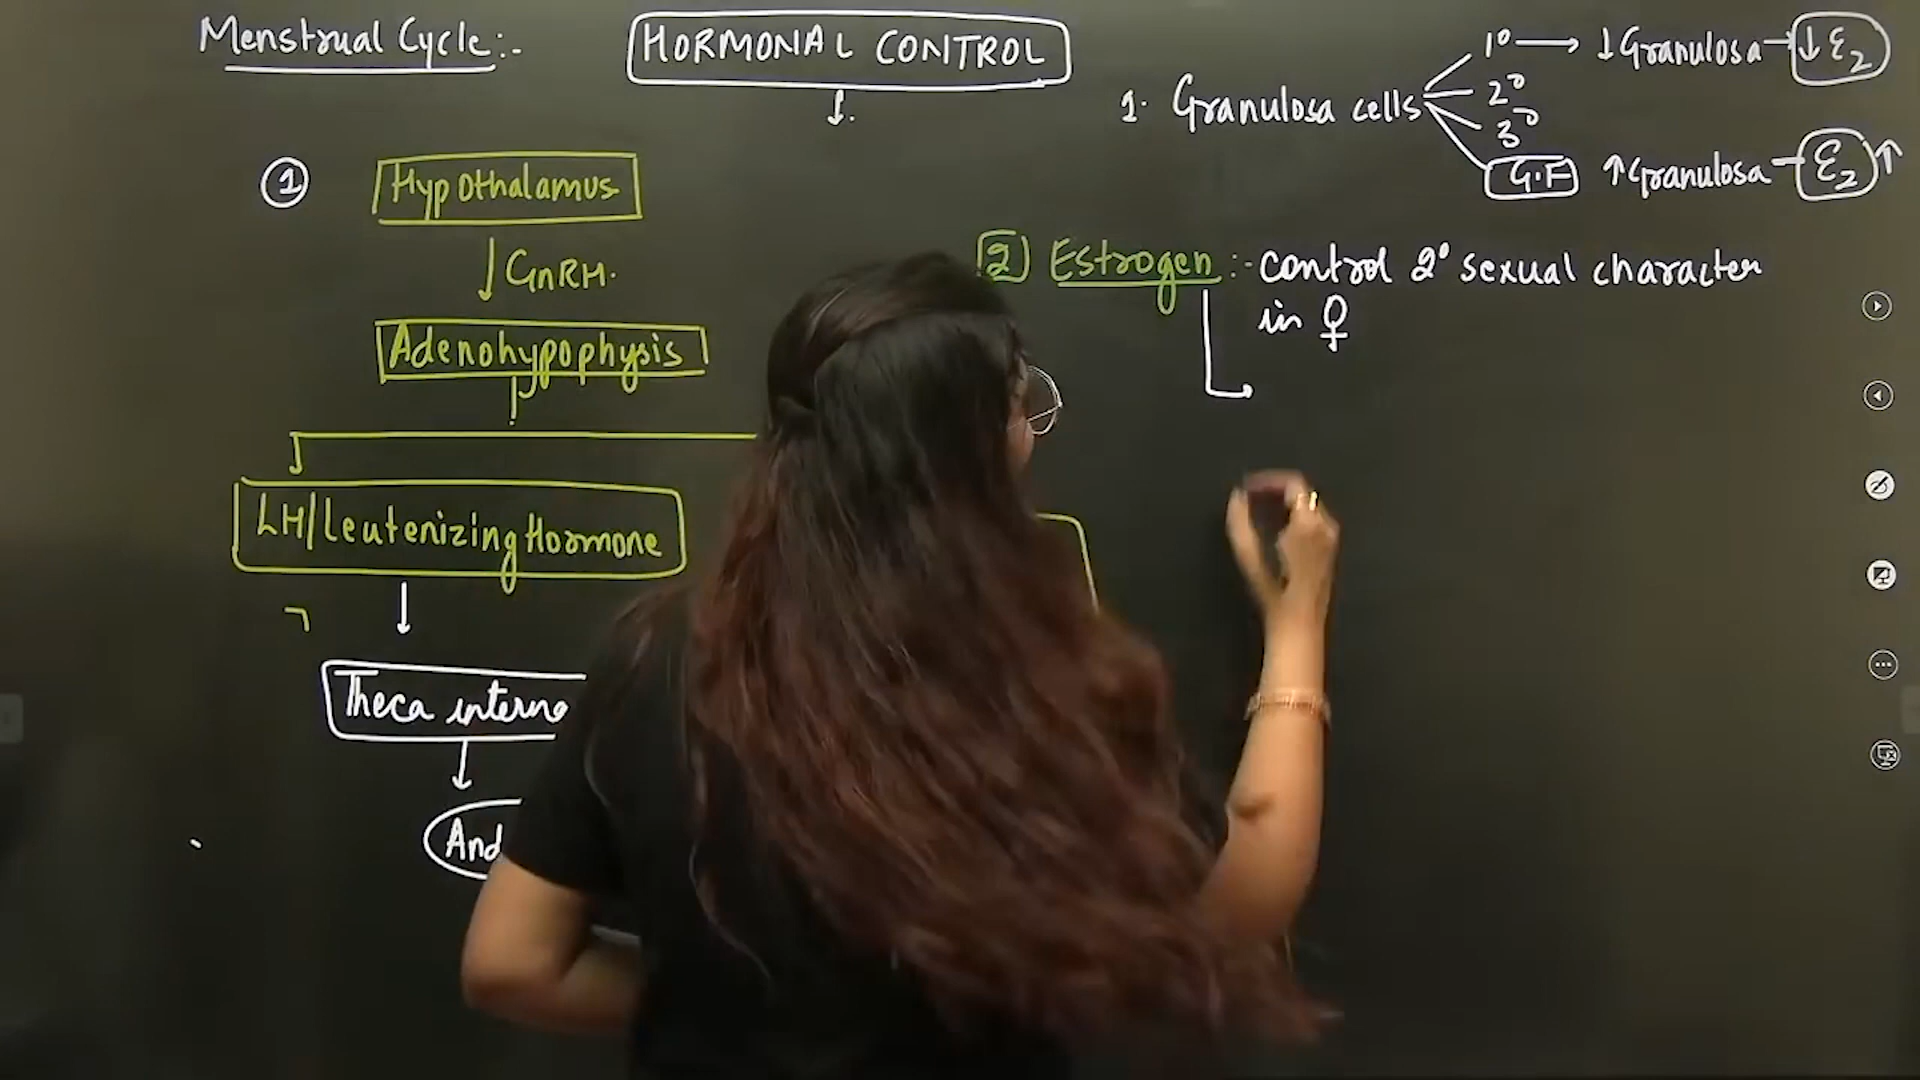 Menstrual Cycle:-
HORMONAL CONTROL
1
Hypothalamus
GnRH.
Adenohypophysis
LH/leutenizing Hormone
Theca interna
And
1. Granulosa cells
1° → ↓Granulosa → ↓E2
2°
3°
G.F ↑Granulosa - E2 ↑
2 Estrogen :- control 2° sexual character
in ♀